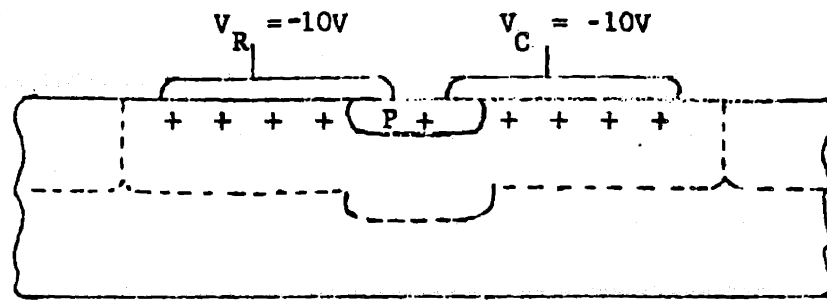 V_R = -10V V_C = -10V
+ + + + P + + + + +